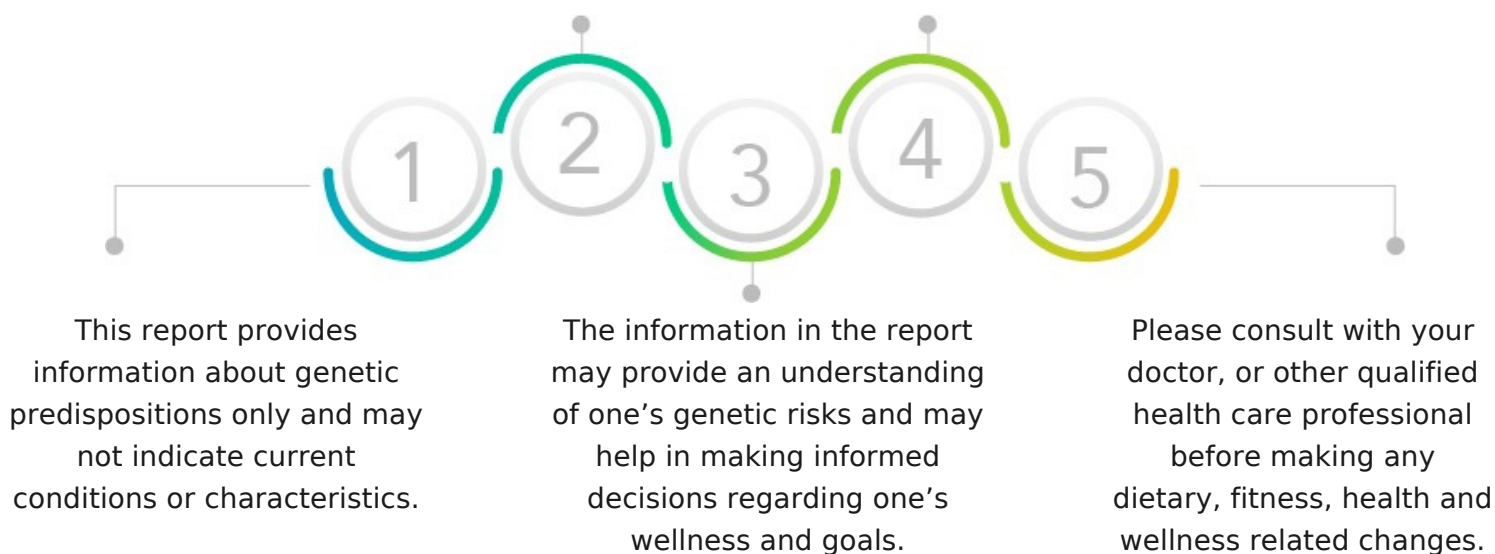 1
2
3
4
5
This report provides
information about genetic
predispositions only and may
not indicate current
conditions or characteristics.
The information in the report
may provide an understanding
of one’s genetic risks and may
help in making informed
decisions regarding one’s
wellness and goals.
Please consult with your
doctor, or other qualified
health care professional
before making any
dietary, fitness, health and
wellness related changes.